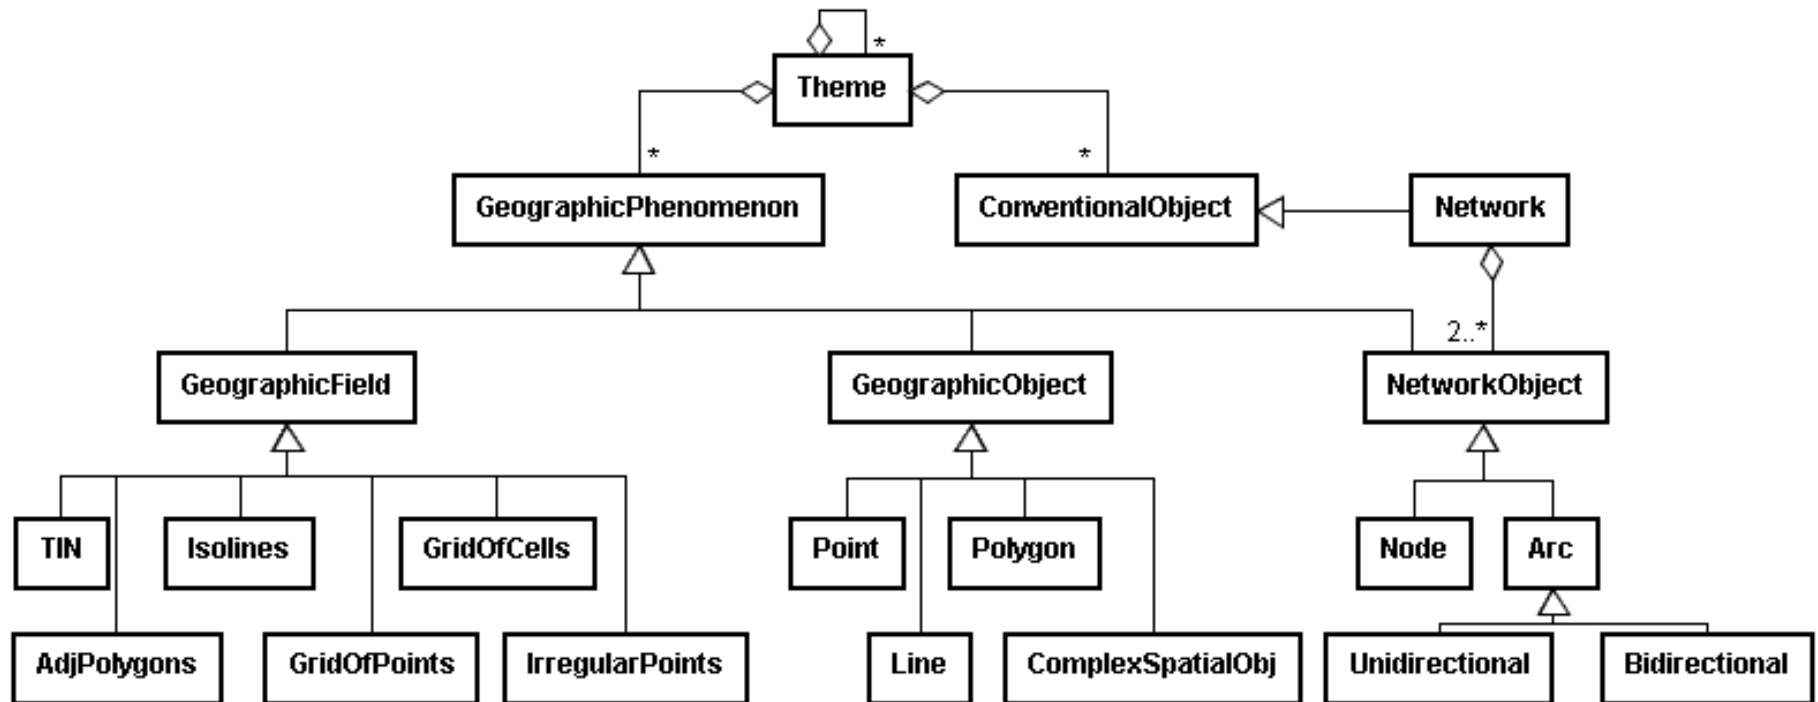 *
Theme
*
*
GeographicPhenomenon
ConventionalObject
Network
2..*
GeographicField
GeographicObject
NetworkObject
TIN
Isolines
GridOfCells
Point
Polygon
Node
Arc
AdjPolygons
GridOfPoints
IrregularPoints
Line
ComplexSpatialObj
Unidirectional
Bidirectional